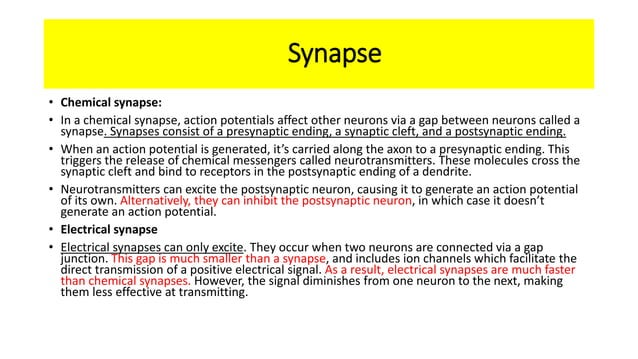 Synapse
• Chemical synapse:
• In a chemical synapse, action potentials affect other neurons via a gap between neurons called a
synapse. Synapses consist of a presynaptic ending, a synaptic cleft, and a postsynaptic ending.
• When an action potential is generated, it’s carried along the axon to a presynaptic ending. This
triggers the release of chemical messengers called neurotransmitters. These molecules cross the
synaptic cleft and bind to receptors in the postsynaptic ending of a dendrite.
• Neurotransmitters can excite the postsynaptic neuron, causing it to generate an action potential
of its own. Alternatively, they can inhibit the postsynaptic neuron, in which case it doesn’t
generate an action potential.
• Electrical synapse
• Electrical synapses can only excite. They occur when two neurons are connected via a gap
junction. This gap is much smaller than a synapse, and includes ion channels which facilitate the
direct transmission of a positive electrical signal. As a result, electrical synapses are much faster
than chemical synapses. However, the signal diminishes from one neuron to the next, making
them less effective at transmitting.